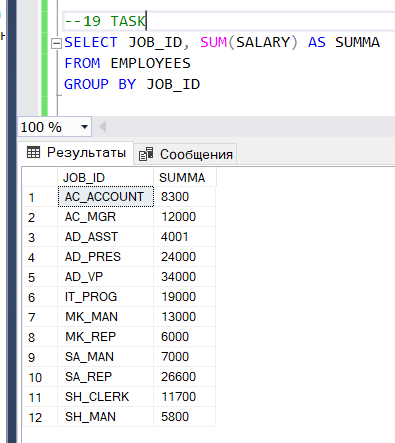 --19 TASK
SELECT JOB_ID, SUM(SALARY) AS SUMMA
FROM EMPLOYEES
GROUP BY JOB_ID
100 %
Результаты Сообщения
JOB_ID SUMMA
1 AC_ACCOUNT 8300
2 AC_MGR 12000
3 AD_ASST 4001
4 AD_PRES 24000
5 AD_VP 34000
6 IT_PROG 19000
7 MK_MAN 13000
8 MK_REP 6000
9 SA_MAN 7000
10 SA_REP 26600
11 SH_CLERK 11700
12 SH_MAN 5800